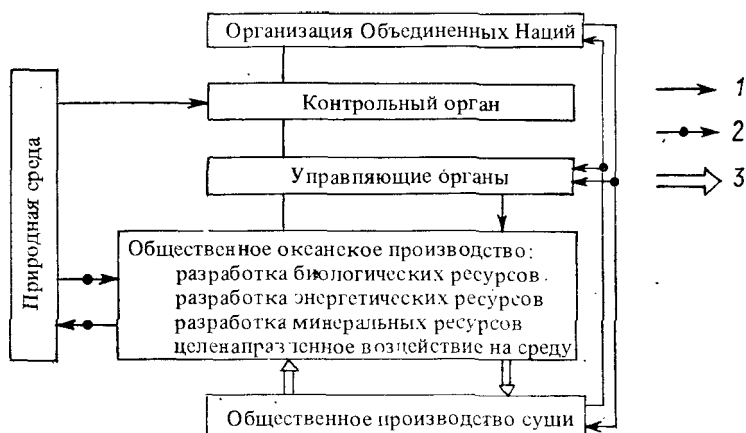 Организация Объединенных Наций
Контрольный орган
Управляющие органы
Природная среда
Общественное океанское производство:
разработка биологических ресурсов
разработка энергетических ресурсов
разработка минеральных ресурсов
целенаправленное воздействие на среду
Общественное производство суши
1
2
3